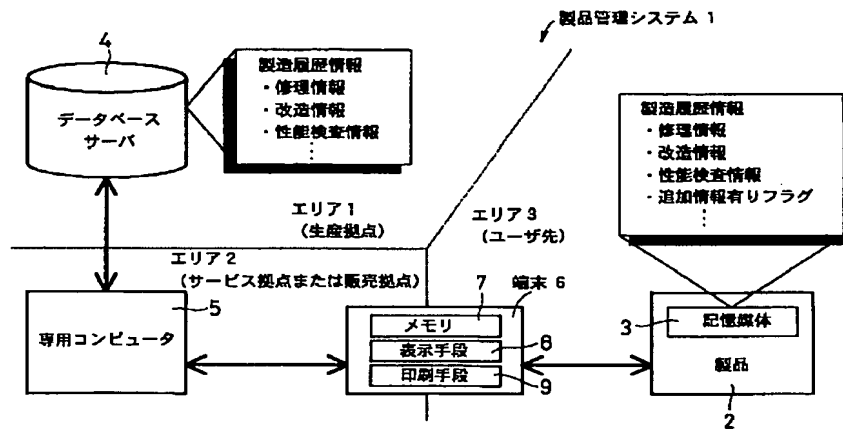 製品管理システム 1
4
データベース
サーバ
製造履歴情報
・修理情報
・改造情報
・性能検査情報
⋮
製造履歴情報
・修理情報
・改造情報
・性能検査情報
・追加情報有りフラグ
⋮
エリア1
(生産拠点)
エリア3
(ユーザ先)
エリア2
(サービス拠点または販売拠点)
5
専用コンピュータ
7
端末 6
メモリ
表示手段 8
印刷手段 9
3 記憶媒体
製品
2